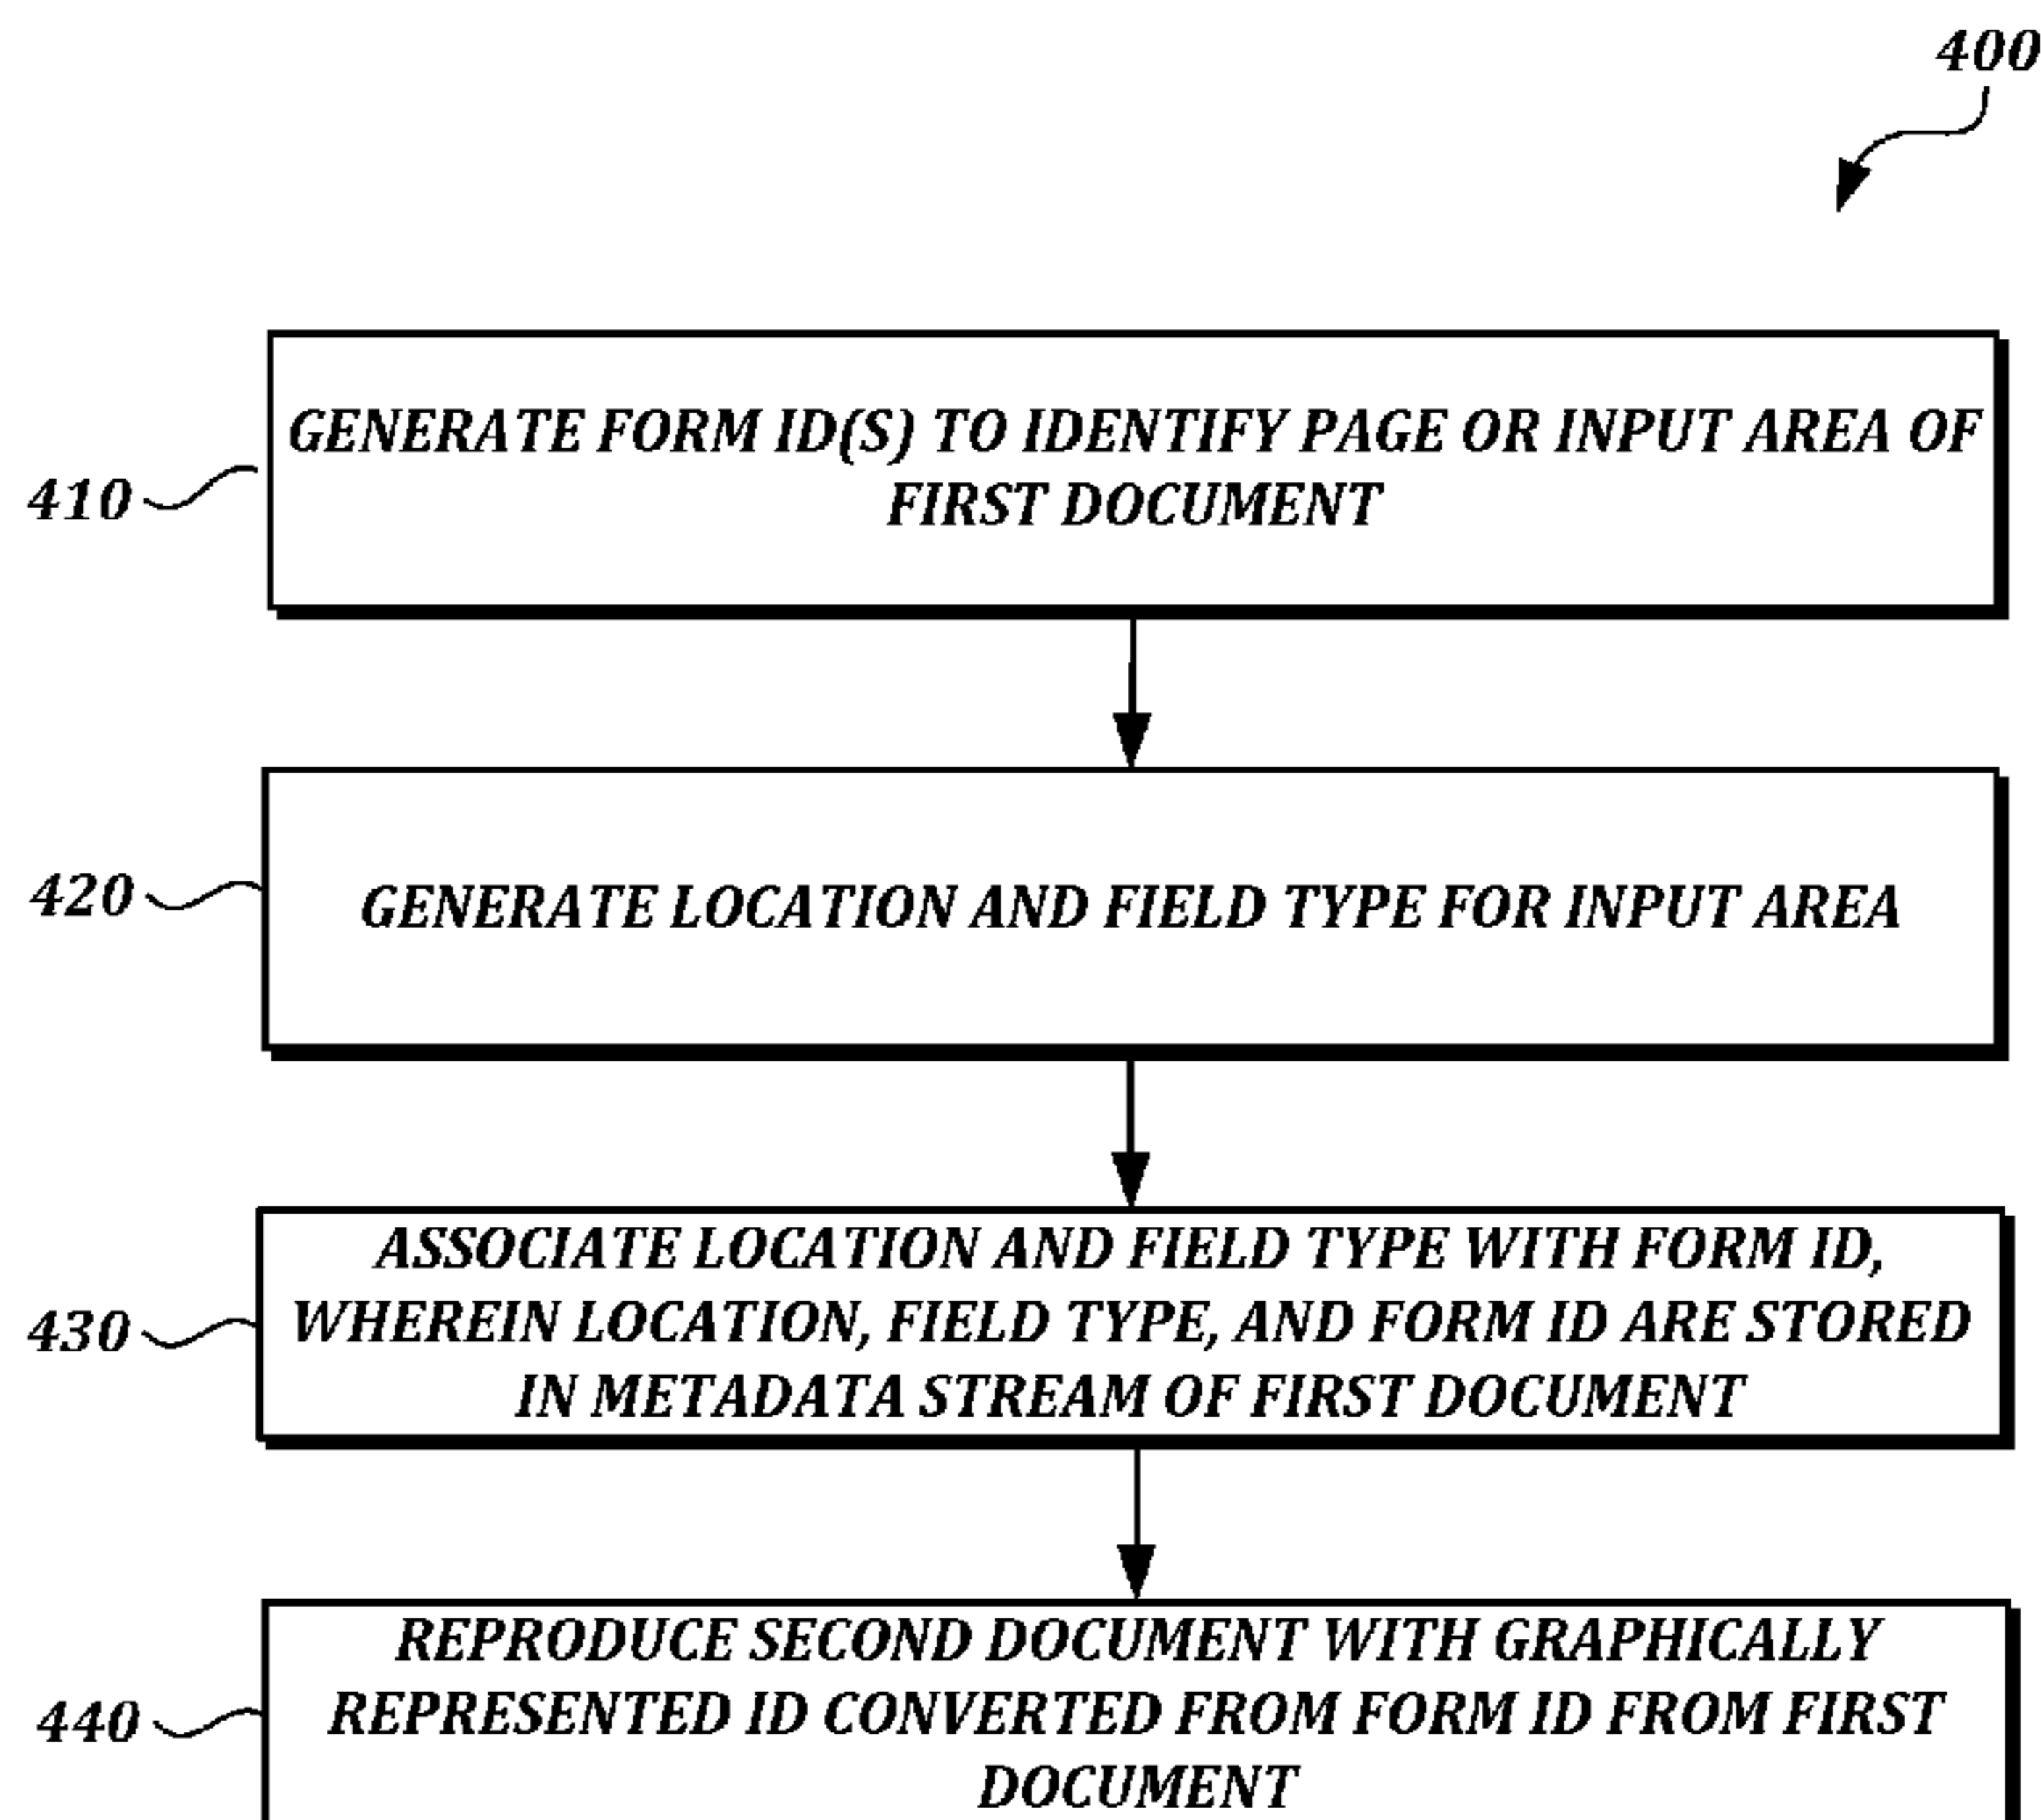 400
410
GENERATE FORM ID(S) TO IDENTIFY PAGE OR INPUT AREA OF
FIRST DOCUMENT
420
GENERATE LOCATION AND FIELD TYPE FOR INPUT AREA
430
ASSOCIATE LOCATION AND FIELD TYPE WITH FORM ID,
WHEREIN LOCATION, FIELD TYPE, AND FORM ID ARE STORED
IN METADATA STREAM OF FIRST DOCUMENT
440
REPRODUCE SECOND DOCUMENT WITH GRAPHICALLY
REPRESENTED ID CONVERTED FROM FORM ID FROM FIRST
DOCUMENT